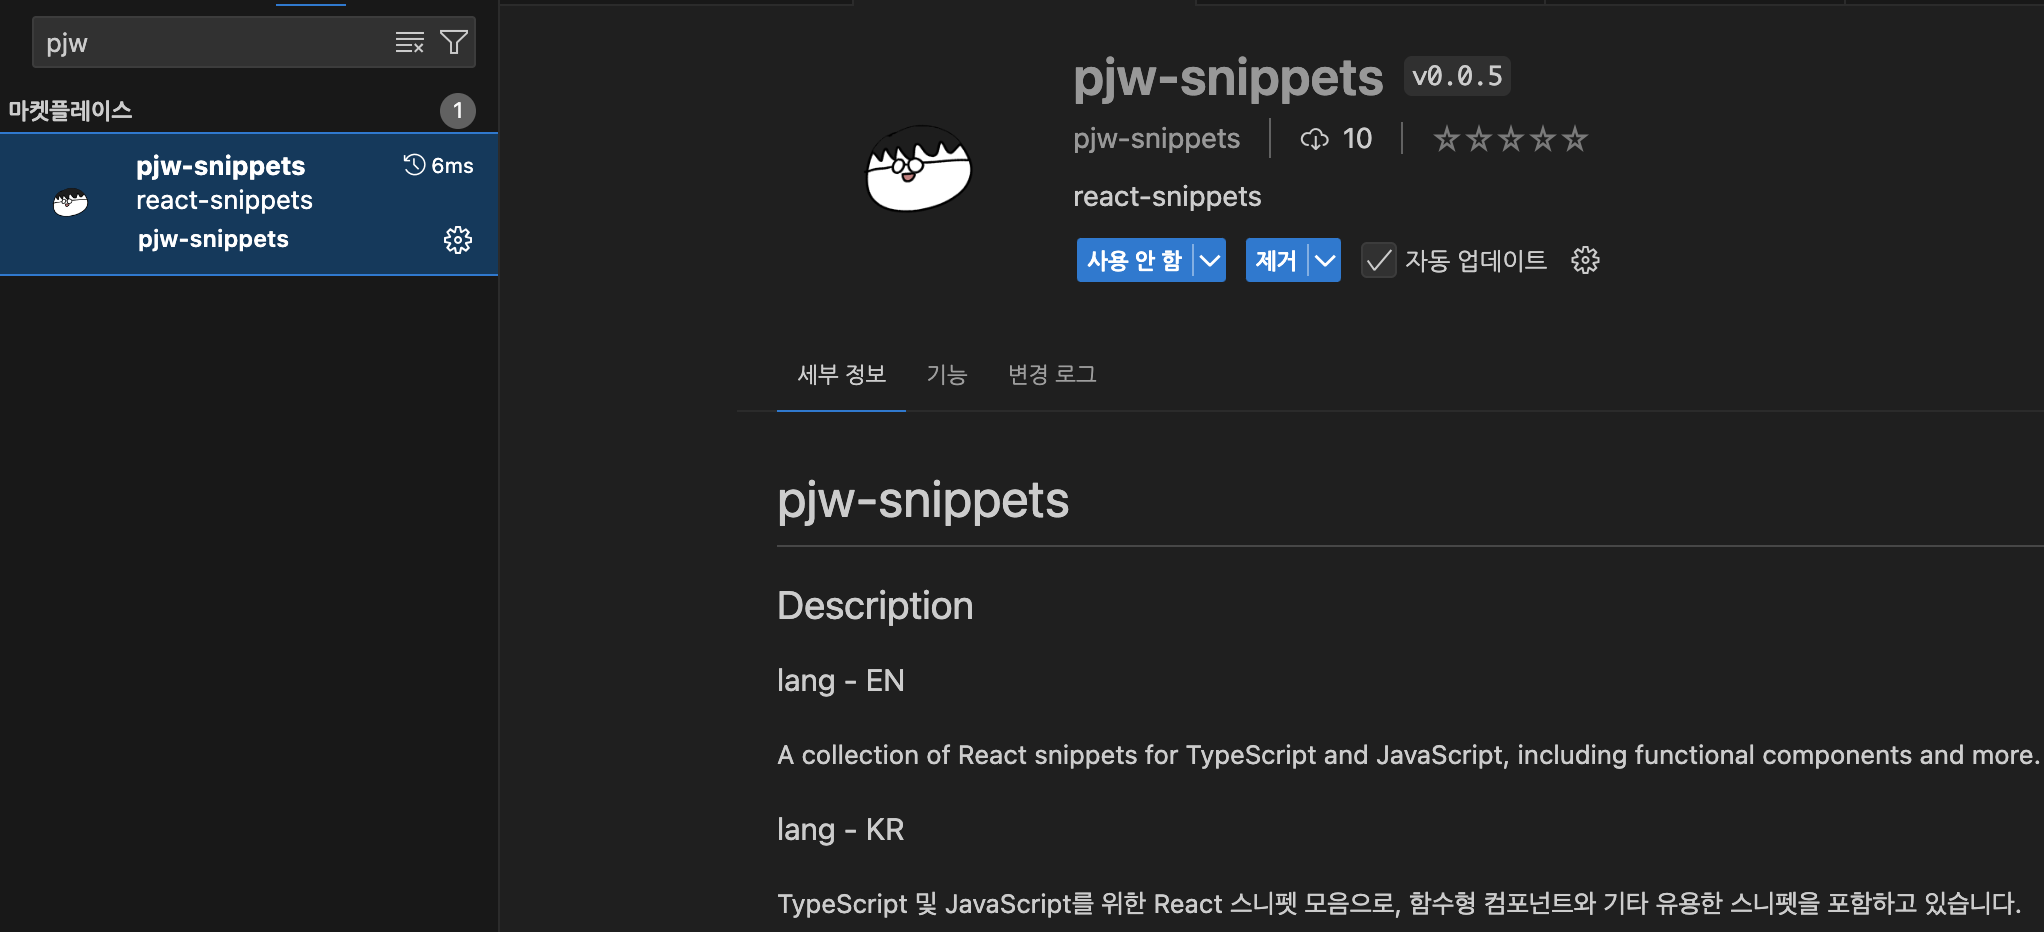 pjw
마켓플레이스 1
pjw-snippets 6ms
react-snippets
pjw-snippets
pjw-snippets v0.0.5
pjw-snippets 10
react-snippets
사용 안 함 제거 자동 업데이트
세부 정보 기능 변경 로그
pjw-snippets
Description
lang - EN
A collection of React snippets for TypeScript and JavaScript, including functional components and more.
lang - KR
TypeScript 및 JavaScript를 위한 React 스니펫 모음으로, 함수형 컴포넌트와 기타 유용한 스니펫을 포함하고 있습니다.